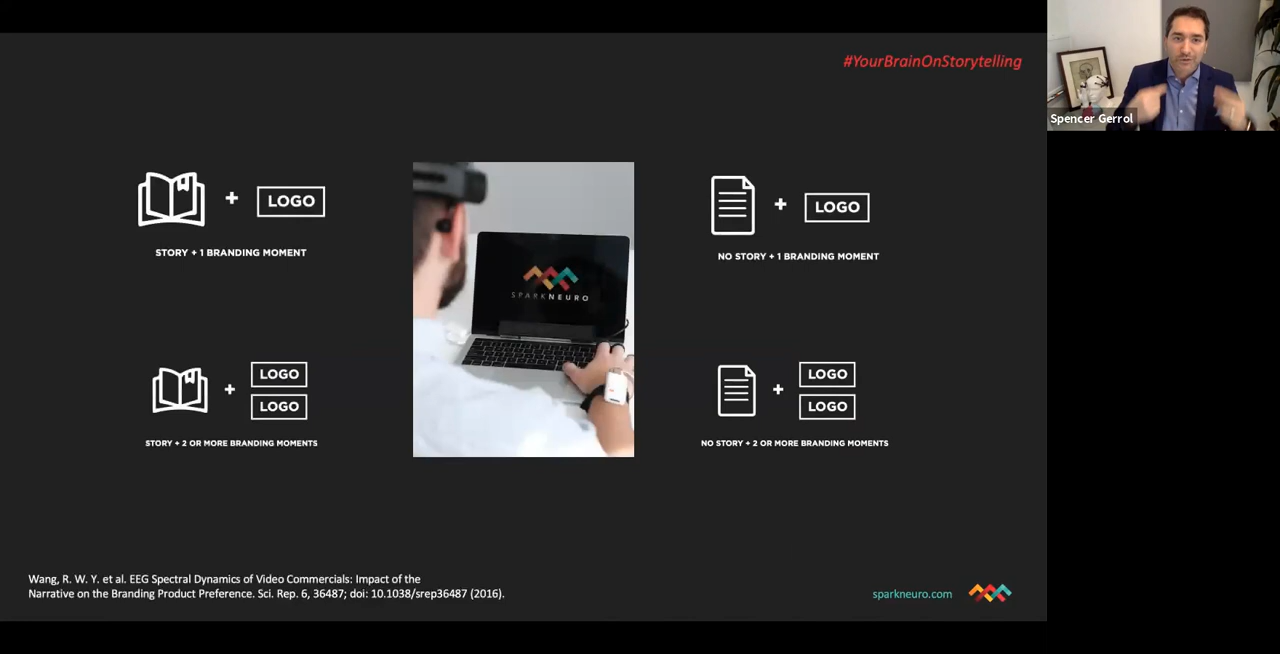 #YourBrainOnStorytelling
Spencer Gerrol
+ LOGO
STORY + 1 BRANDING MOMENT
SPARKNEURO
+ LOGO
NO STORY + 1 BRANDING MOMENT
+ LOGO
LOGO
STORY + 2 OR MORE BRANDING MOMENTS
+ LOGO
LOGO
NO STORY + 2 OR MORE BRANDING MOMENTS
Wang, R. W. Y. et al. EEG Spectral Dynamics of Video Commercials: Impact of the
Narrative on the Branding Product Preference. Sci. Rep. 6, 36487; doi: 10.1038/srep36487 (2016).
sparkneuro.com